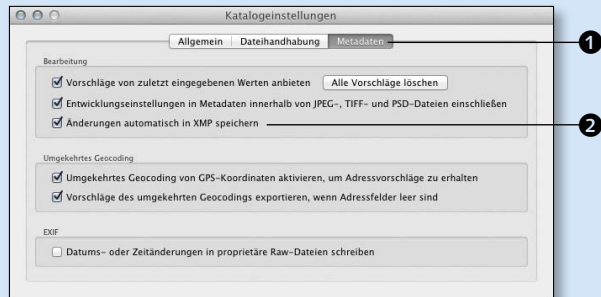 Katalogeinstellungen
Allgemein Dateihandhabung Metadaten
1
Bearbeitung
Vorschläge von zuletzt eingegebenen Werten anbieten Alle Vorschläge löschen
Entwicklungseinstellungen in Metadaten innerhalb von JPEG-, TIFF- und PSD-Dateien einschließen
Änderungen automatisch in XMP speichern
2
Umgekehrtes Geocoding
Umgekehrtes Geocoding von GPS-Koordinaten aktivieren, um Adressvorschläge zu erhalten
Vorschläge des umgekehrten Geocodings exportieren, wenn Adressfelder leer sind
EXIF
Datums- oder Zeitänderungen in proprietäre Raw-Dateien schreiben